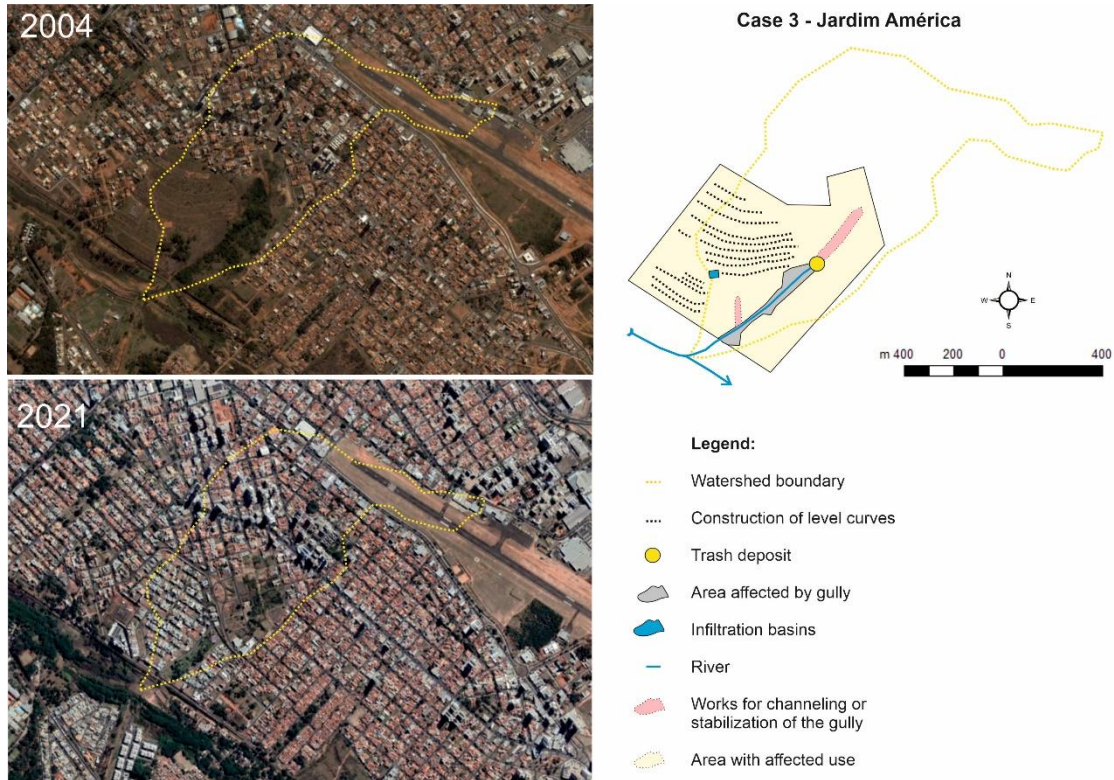 2004
2021
Case 3 - Jardim América
N
W
E
S
m 400
200
0
400
Legend:
Watershed boundary
Construction of level curves
Trash deposit
Area affected by gully
Infiltration basins
River
Works for channeling or
stabilization of the gully
Area with affected use